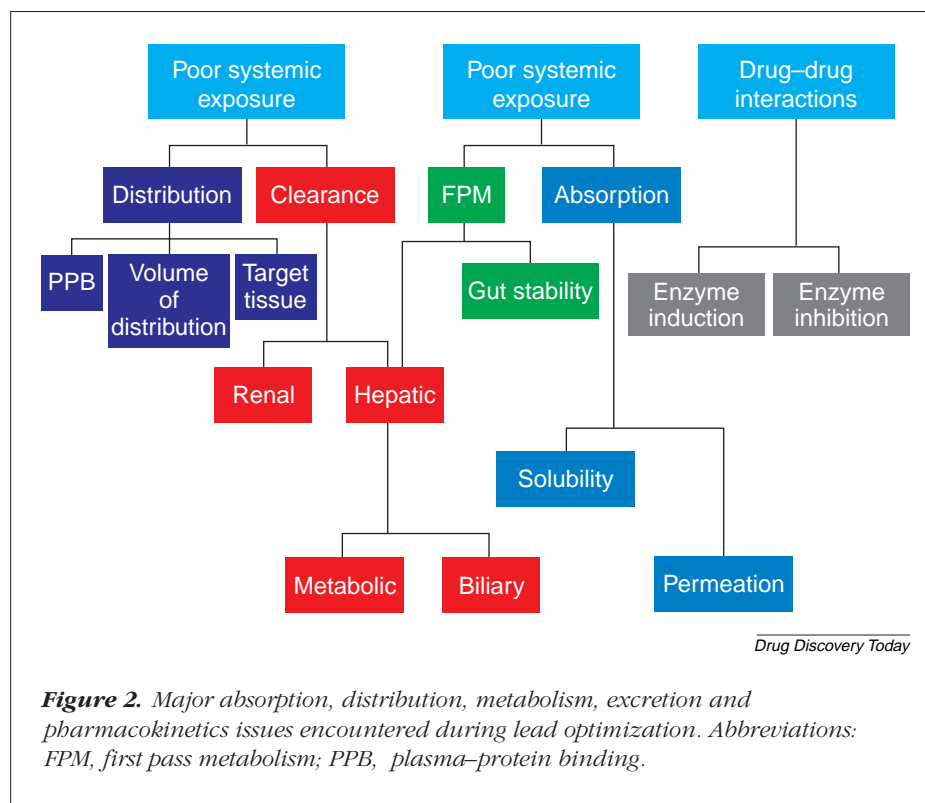 Poor systemic
exposure
Poor systemic
exposure
Drug–drug
interactions
Distribution
Clearance
FPM
Absorption
PPB
Volume
of
distribution
Target
tissue
Gut stability
Enzyme
induction
Enzyme
inhibition
Renal
Hepatic
Solubility
Metabolic
Biliary
Permeation
Drug Discovery Today
Figure 2. Major absorption, distribution, metabolism, excretion and
pharmacokinetics issues encountered during lead optimization. Abbreviations:
FPM, first pass metabolism; PPB, plasma–protein binding.